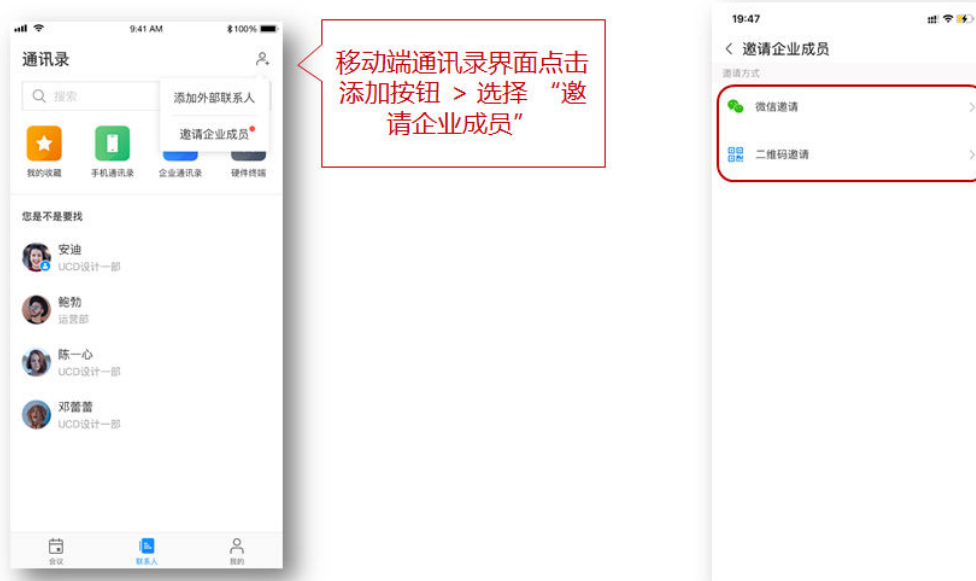 9:41 AM
100%
通讯录
搜索
添加外部联系人
邀请企业成员
我的收藏
手机通讯录
企业通讯录
硬件终端
您是不是要找
安迪
UCD设计一部
鲍勃
运营部
陈一心
UCD设计一部
邓蕾蕾
UCD设计一部
会议
联系人
我的
移动端通讯录界面点击
添加按钮 > 选择 “邀
请企业成员”
19:47
邀请企业成员
邀请方式
微信邀请
二维码邀请